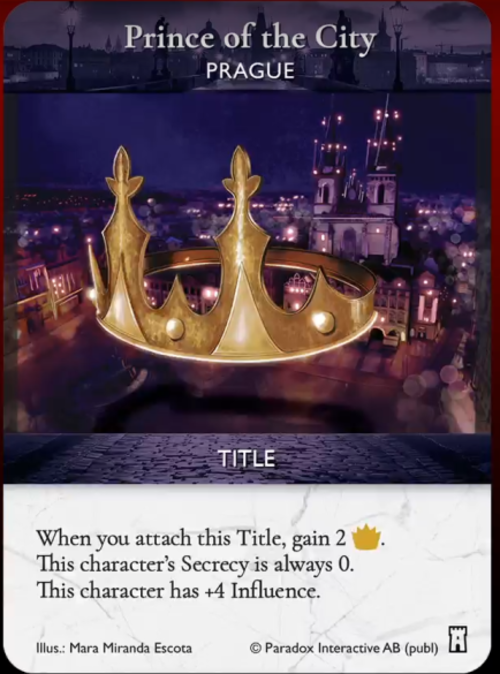 Prince of the City
PRAGUE
TITLE
When you attach this Title, gain 2 .
This character's Secrecy is always 0.
This character has +4 Influence.
Illus.: Mara Miranda Escota © Paradox Interactive AB (publ)